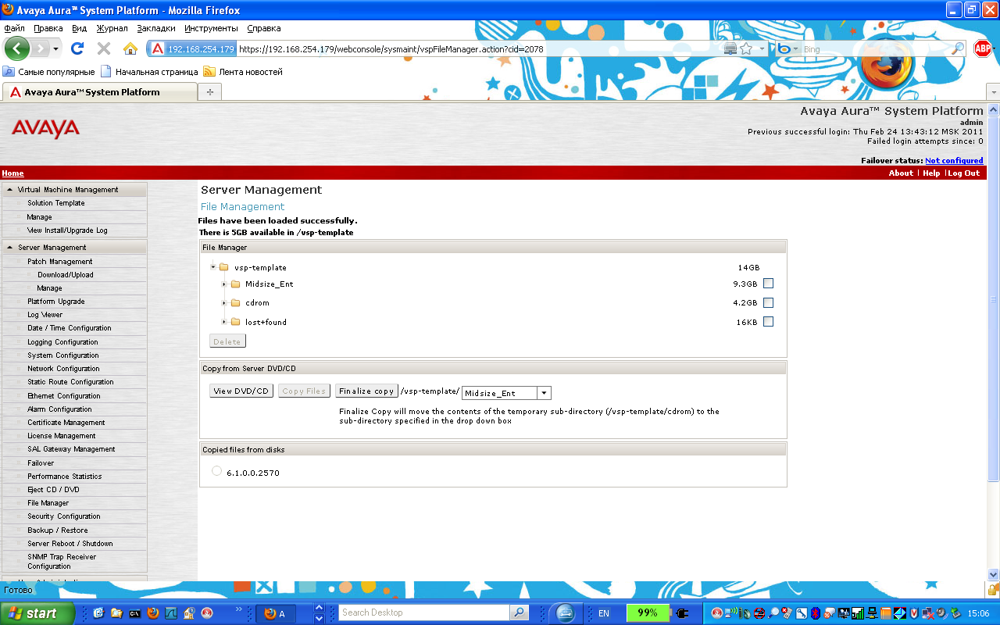 Avaya Aura™ System Platform - Mozilla Firefox
Файл Правка Вид Журнал Закладки Инструменты Справка
192.168.254.179 https://192.168.254.179/webconsole/sysmaint/vspFileManager.action?cid=2078
Bing
ABP
Самые популярные Начальная страница Лента новостей
Avaya Aura™ System Platform
AVAYA
Avaya Aura™ System Platform
admin
Previous successful login: Thu Feb 24 13:43:12 MSK 2011
Failed login attempts since: 0
Failover status: Not configured
Home
About | Help | Log Out
Virtual Machine Management
Solution Template
Manage
View Install/Upgrade Log
Server Management
Patch Management
Download/Upload
Manage
Platform Upgrade
Log Viewer
Date / Time Configuration
Logging Configuration
System Configuration
Network Configuration
Static Route Configuration
Ethernet Configuration
Alarm Configuration
Certificate Management
License Management
SAL Gateway Management
Failover
Performance Statistics
Eject CD / DVD
File Manager
Security Configuration
Backup / Restore
Server Reboot / Shutdown
SNMP Trap Receiver
Configuration
Server Management
File Management
Files have been loaded successfully.
There is 5GB available in /vsp-template
File Manager
vsp-template 14GB
Midsize_Ent 9.3GB
cdrom 4.2GB
lost+found 16KB
Delete
Copy from Server DVD/CD
View DVD/CD Copy Files Finalize copy /vsp-template/ Midsize_Ent
Finalize Copy will move the contents of the temporary sub-directory (/vsp-template/cdrom) to the
sub-directory specified in the drop down box
Copied files from disks
6.1.0.0.2570
Готово
start
A
Search Desktop
EN
99%
15:06